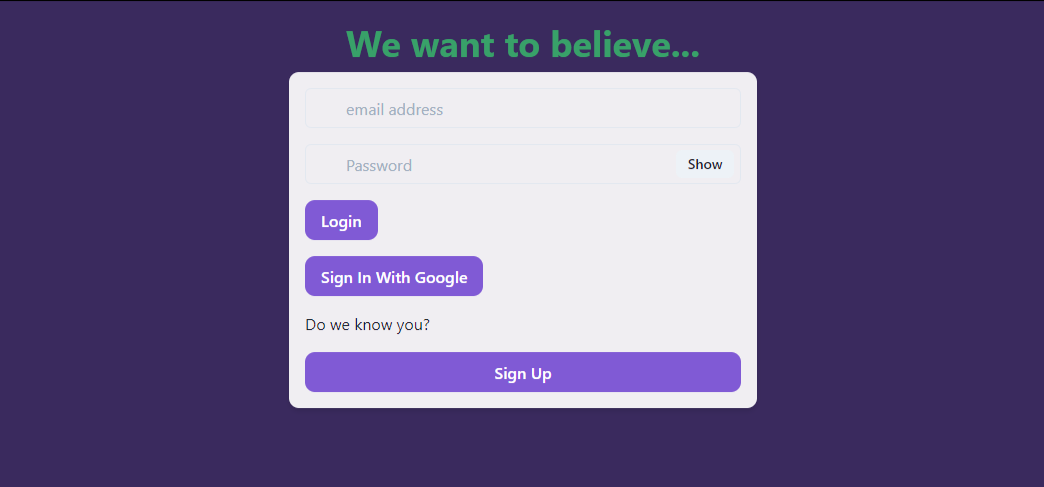 We want to believe...
email address
Password
Show
Login
Sign In With Google
Do we know you?
Sign Up